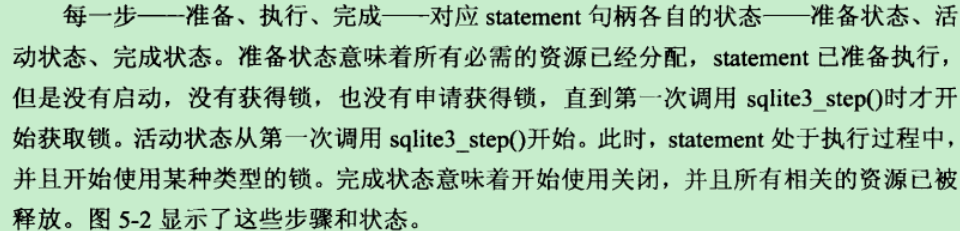 每一步——准备、执行、完成——对应 statement 句柄各自的状态——准备状态、活
动状态、完成状态。准备状态意味着所有必需的资源已经分配，statement 已准备执行，
但是没有启动，没有获得锁，也没有申请获得锁，直到第一次调用 sqlite3_step()时才开
始获取锁。活动状态从第一次调用 sqlite3_step()开始。此时，statement 处于执行过程中，
并且开始使用某种类型的锁。完成状态意味着开始使用关闭，并且所有相关的资源已被
释放。图 5-2 显示了这些步骤和状态。